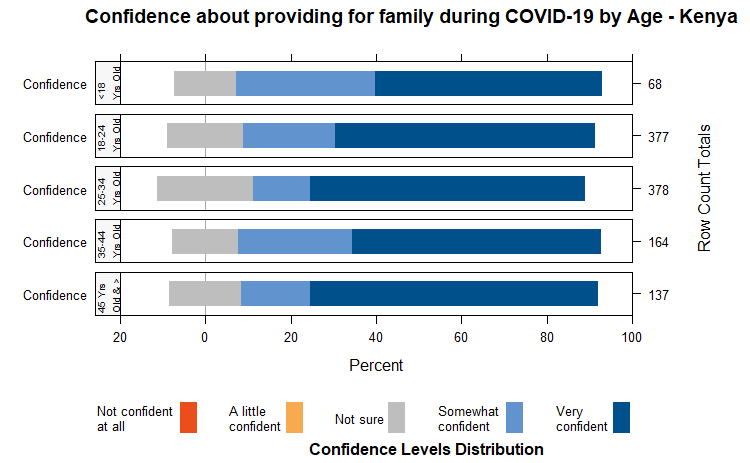 Confidence about providing for family during COVID-19 by Age - Kenya
Confidence
<18
Yrs Old
68
Confidence
18-24
Yrs Old
377
Confidence
25-34
Yrs Old
378
Confidence
35-44
Yrs Old
164
Confidence
45 Yrs
Old & >
137
Row Count Totals
20 0 20 40 60 80 100
Percent
Not confident
at all
A little
confident
Not sure
Somewhat
confident
Very
confident
Confidence Levels Distribution